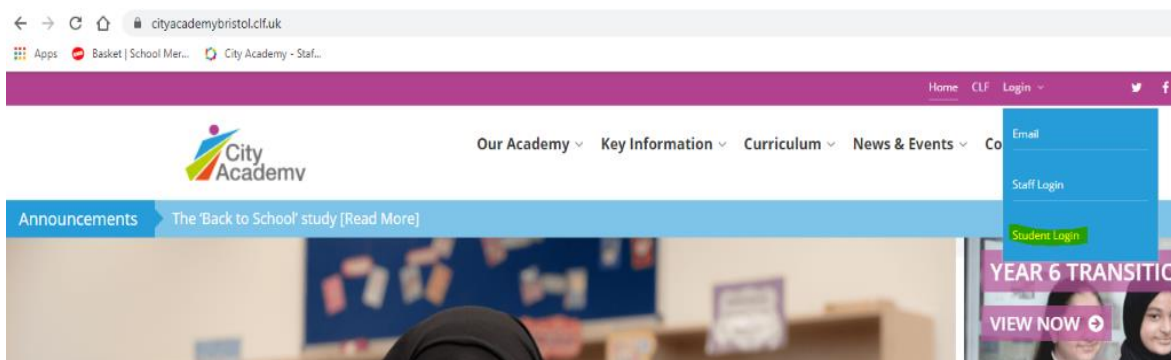 cityacademybristol.clf.uk
Apps Basket | School Mer... City Academy - Staf...
Home CLF Login
City
Academy
Our Academy Key Information Curriculum News & Events Co
Email
Staff Login
Student Login
Announcements The 'Back to School' study [Read More]
YEAR 6 TRANSITIO
VIEW NOW